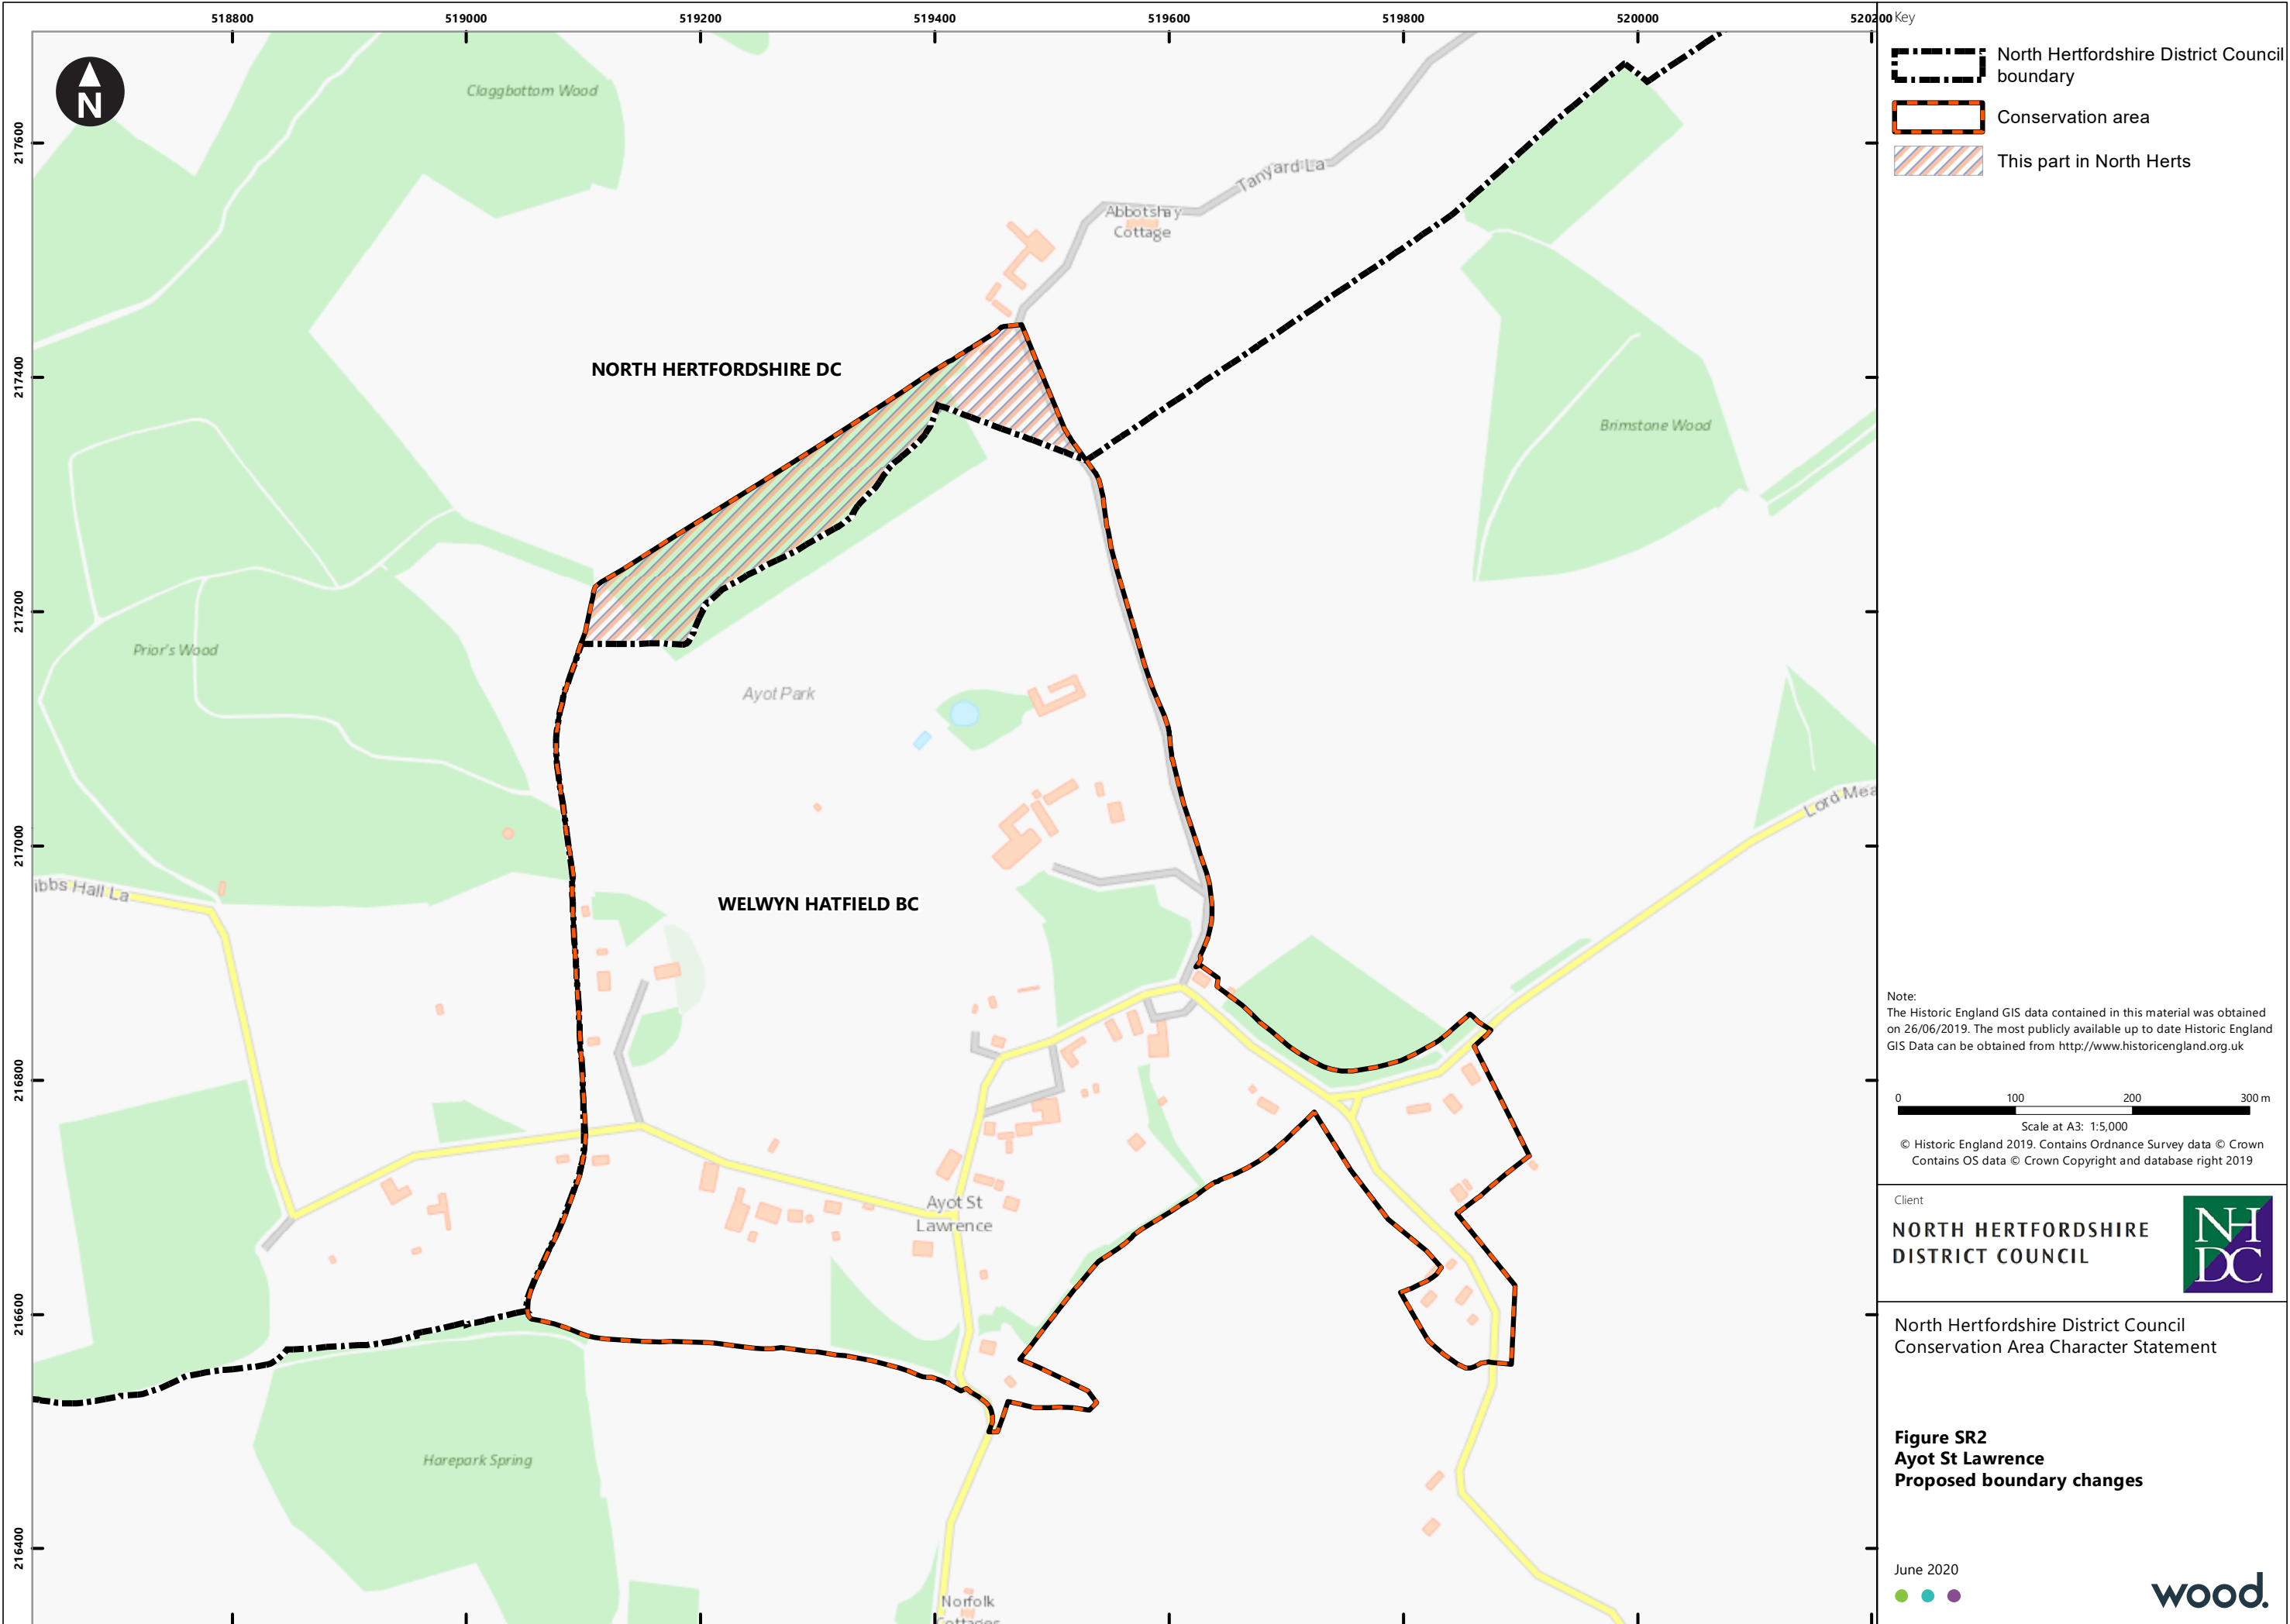 518800 519000 519200 519400 519600 519800 520000 520200
217600
217400
217200
217000
216800
216600
216400
N
Claggbottom Wood
Tanyard La
Abbotshay
Cottage
NORTH HERTFORDSHIRE DC
Brimstone Wood
Prior's Wood
Ayot Park
Lord Mea
ibbs Hall La
WELWYN HATFIELD BC
Ayot St
Lawrence
Harepark Spring
Norfolk
Cottages
Key
North Hertfordshire District Council
boundary
Conservation area
This part in North Herts
Note:
The Historic England GIS data contained in this material was obtained
on 26/06/2019. The most publicly available up to date Historic England
GIS Data can be obtained from http://www.historicengland.org.uk
0 100 200 300 m
Scale at A3: 1:5,000
© Historic England 2019. Contains Ordnance Survey data © Crown
Contains OS data © Crown Copyright and database right 2019
Client
NORTH HERTFORDSHIRE
DISTRICT COUNCIL
NH
DC
North Hertfordshire District Council
Conservation Area Character Statement
Figure SR2
Ayot St Lawrence
Proposed boundary changes
June 2020
wood.